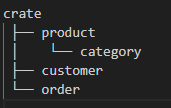 crate
├── product
│     └── category
├── customer
└── order